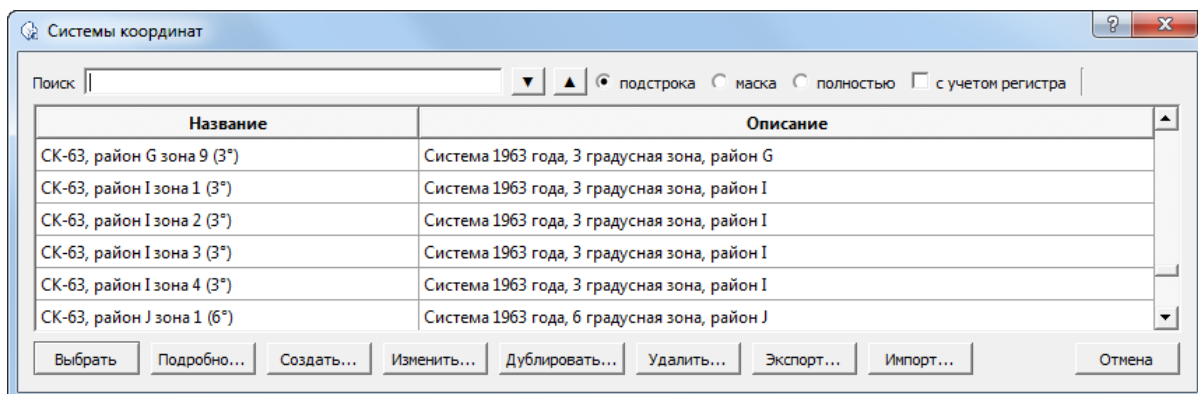 Системы координат
Поиск подстрока маска полностью с учетом регистра
Название Описание
СК-63, район G зона 9 (3°) Система 1963 года, 3 градусная зона, район G
СК-63, район I зона 1 (3°) Система 1963 года, 3 градусная зона, район I
СК-63, район I зона 2 (3°) Система 1963 года, 3 градусная зона, район I
СК-63, район I зона 3 (3°) Система 1963 года, 3 градусная зона, район I
СК-63, район I зона 4 (3°) Система 1963 года, 3 градусная зона, район I
СК-63, район J зона 1 (6°) Система 1963 года, 6 градусная зона, район J
Выбрать Подробно... Создать... Изменить... Дублировать... Удалить... Экспорт... Импорт... Отмена